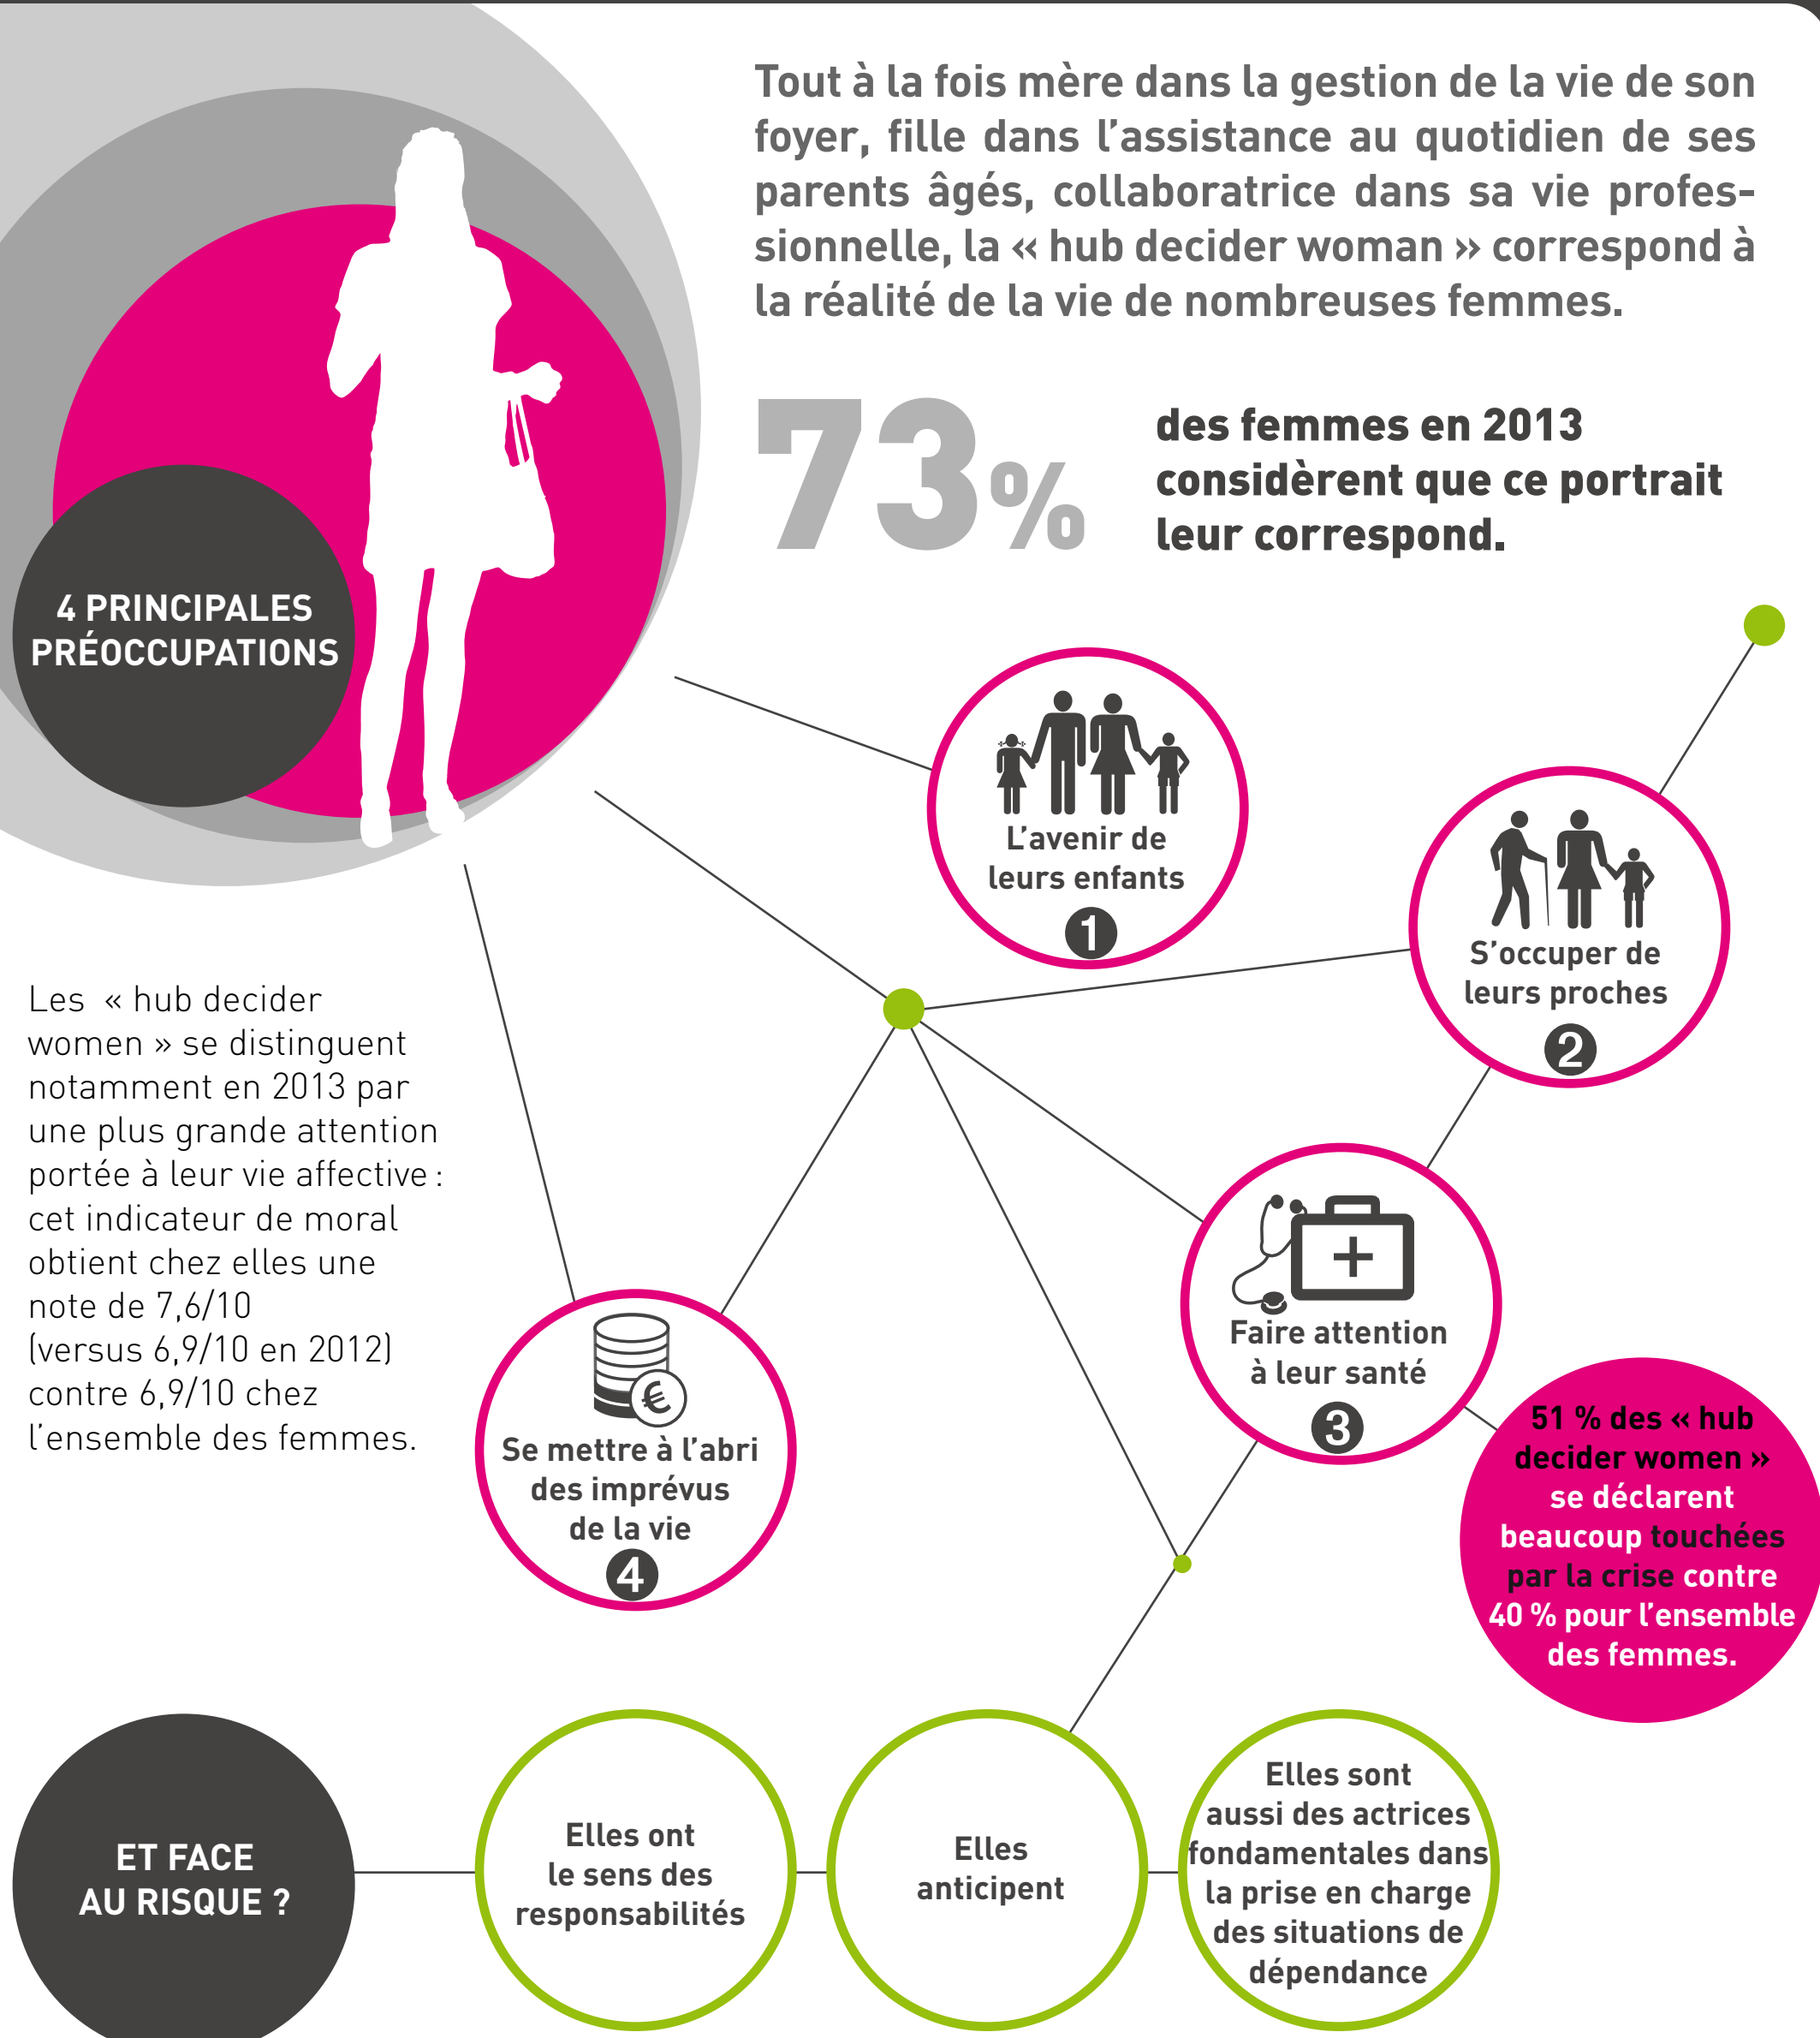 Tout à la fois mère dans la gestion de la vie de son
foyer, fille dans l'assistance au quotidien de ses
parents âgés, collaboratrice dans sa vie profes-
sionnelle, la « hub decider woman » correspond à
la réalité de la vie de nombreuses femmes.
73%
des femmes en 2013
considèrent que ce portrait
leur correspond.
4 PRINCIPALES
PRÉOCCUPATIONS
L'avenir de
leurs enfants
1
S'occuper de
leurs proches
2
Les « hub decider
women » se distinguent
notamment en 2013 par
une plus grande attention
portée à leur vie affective :
cet indicateur de moral
obtient chez elles une
note de 7,6/10
(versus 6,9/10 en 2012)
contre 6,9/10 chez
l'ensemble des femmes.
Faire attention
à leur santé
3
€
Se mettre à l'abri
des imprévus
de la vie
4
51 % des « hub
decider women »
se déclarent
beaucoup touchées
par la crise contre
40 % pour l'ensemble
des femmes.
ET FACE
AU RISQUE ?
Elles ont
le sens des
responsabilités
Elles
anticipent
Elles sont
aussi des actrices
fondamentales dans
la prise en charge
des situations de
dépendance